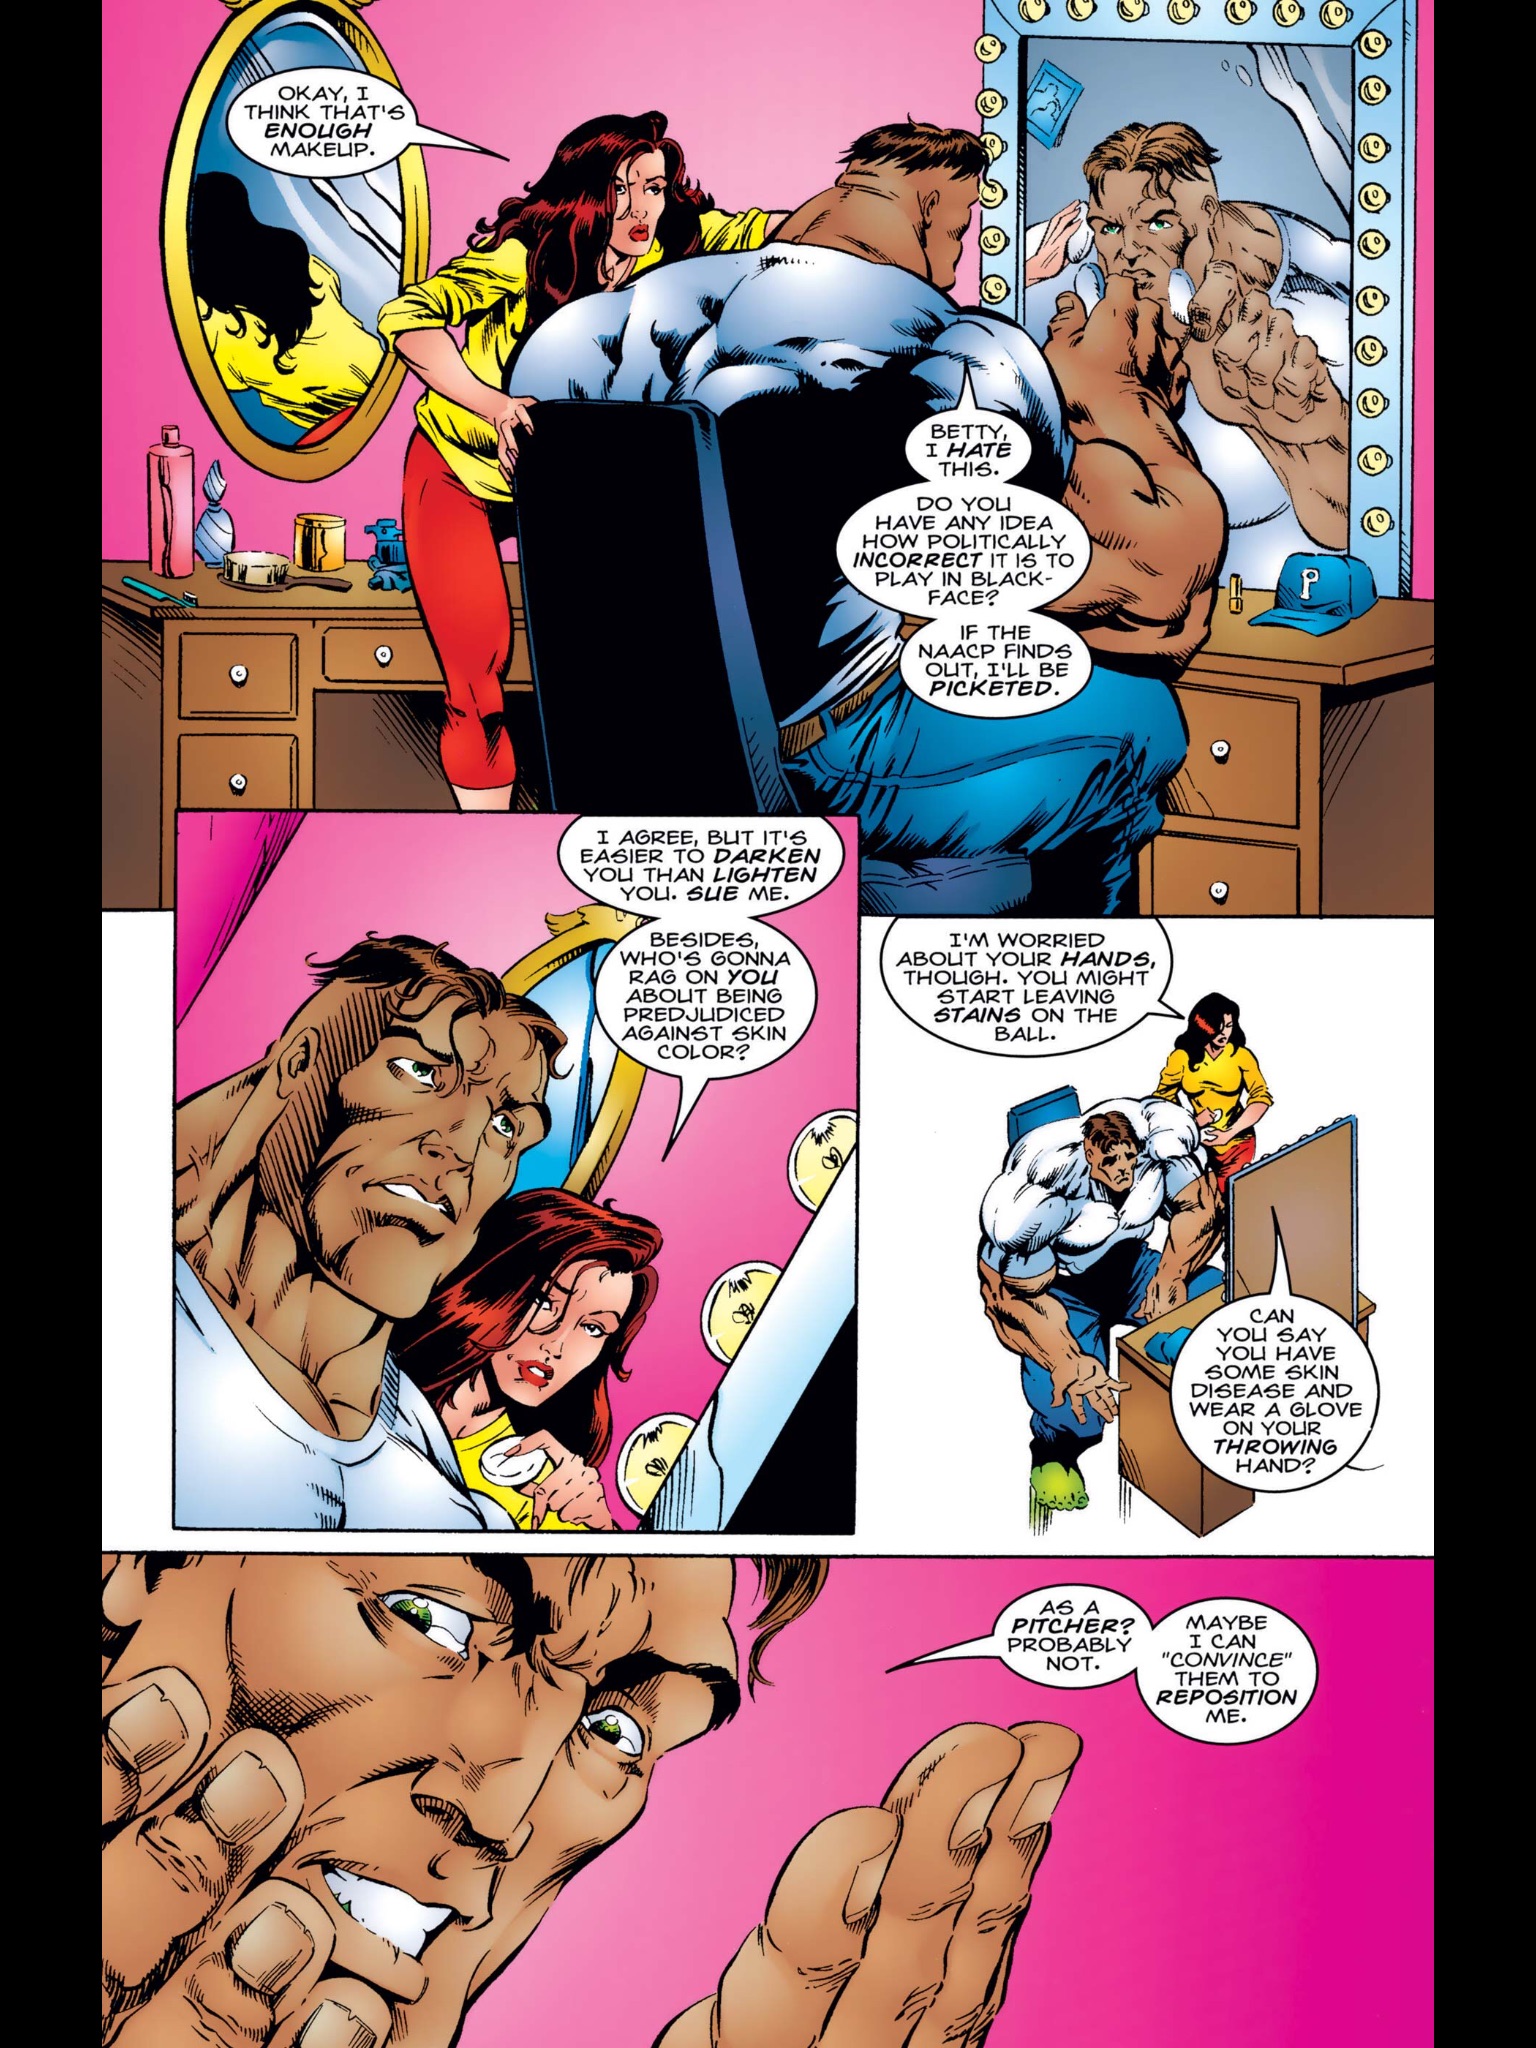 OKAY, I
THINK THAT'S
ENOUGH
MAKEUP.
BETTY,
I HATE
THIS.
DO YOU
HAVE ANY IDEA
HOW POLITICALLY
INCORRECT IT IS TO
PLAY IN BLACK-
FACE?
IF THE
NAACP FINDS
OUT, I'LL BE
PICKETED.
P
I AGREE, BUT IT'S
EASIER TO DARKEN
YOU THAN LIGHTEN
YOU. SUE ME.
BESIDES,
WHO'S GONNA
RAG ON YOU
ABOUT BEING
PREDJUDICED
AGAINST SKIN
COLOR?
I'M WORRIED
ABOUT YOUR HANDS,
THOUGH. YOU MIGHT
START LEAVING
STAINS ON THE
BALL.
CAN
YOU SAY
YOU HAVE
SOME SKIN
DISEASE AND
WEAR A GLOVE
ON YOUR
THROWING
HAND?
AS A
PITCHER?
PROBABLY
NOT.
MAYBE
I CAN
"CONVINCE"
THEM TO
REPOSITION
ME.